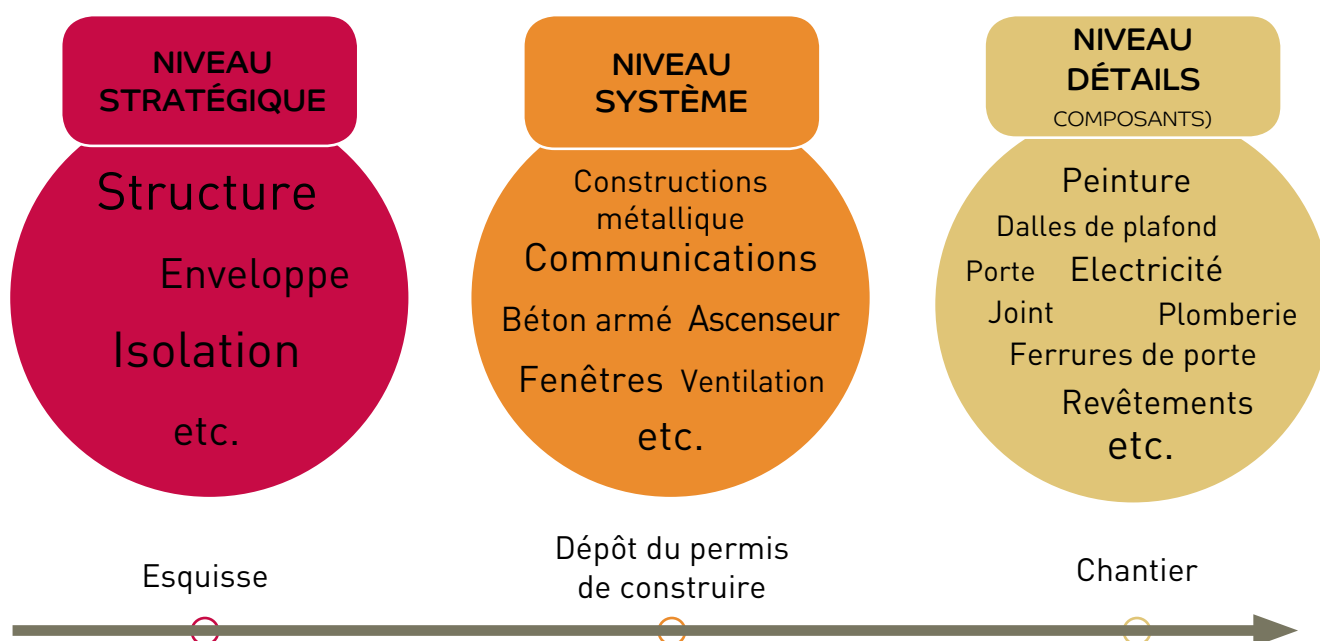 NIVEAU
STRATÉGIQUE
Structure
Enveloppe
Isolation
etc.
Esquisse
NIVEAU
SYSTÈME
Constructions
métallique
Communications
Béton armé Ascenseur
Fenêtres Ventilation
etc.
Dépôt du permis
de construire
NIVEAU
DÉTAILS
COMPOSANTS)
Peinture
Dalles de plafond
Porte Electricité
Joint Plomberie
Ferrures de porte
Revêtements
etc.
Chantier